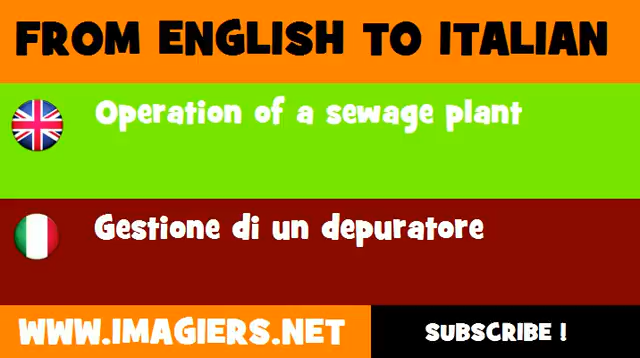 FROM ENGLISH TO ITALIAN
Operation of a sewage plant
Gestione di un depuratore
WWW.IMAGIERS.NET
SUBSCRIBE !